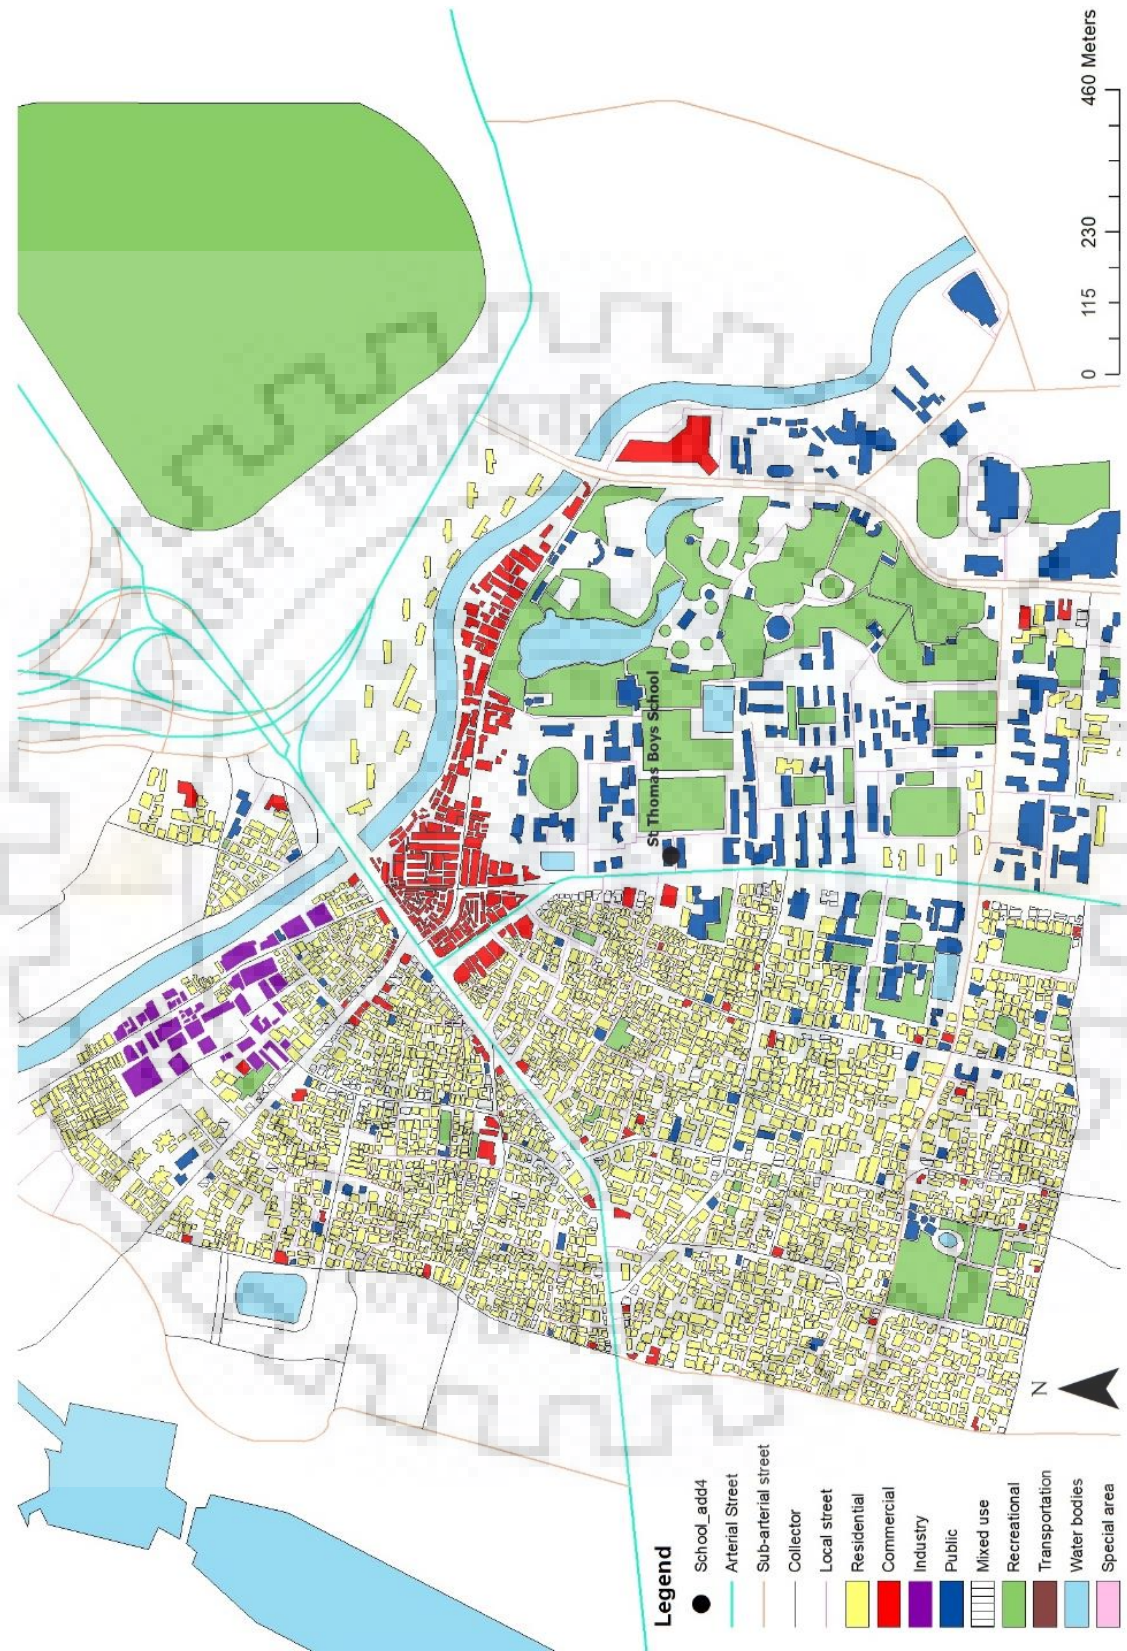 St Thomas Boys School
N
0 115 230 460 Meters
Legend
School_add4
Arterial Street
Sub-arterial street
Collector
Local street
Residential
Commercial
Industry
Public
Mixed use
Recreational
Transportation
Water bodies
Special area